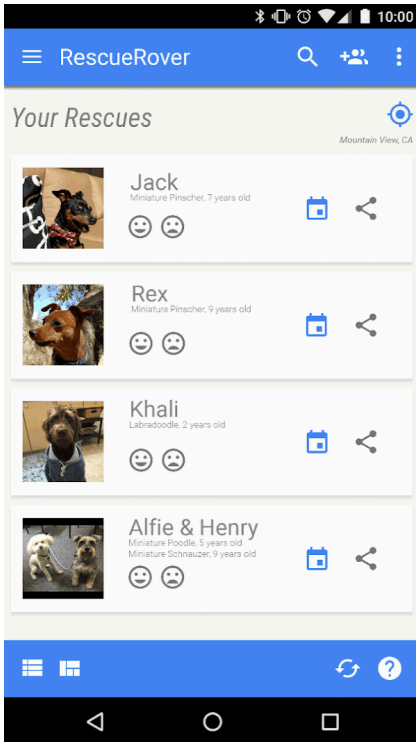 10:00
RescueRover
Your Rescues
Mountain View, CA
Jack
Miniature Pinscher, 7 years old
Rex
Miniature Pinscher, 9 years old
Khali
Labradoodle, 2 years old
Alfie & Henry
Miniature Poodle, 5 years old
Miniature Schnauzer, 9 years old